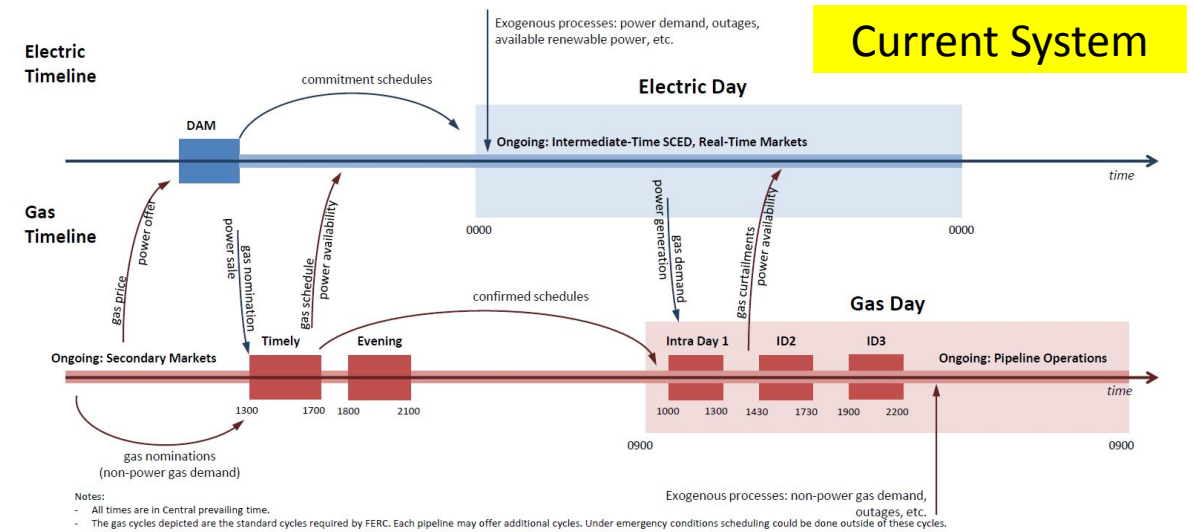 Current System
Exogenous processes: power demand, outages,
available renewable power, etc.
Electric
Timeline
commitment schedules
Electric Day
DAM
Ongoing: Intermediate-Time SCED, Real-Time Markets
time
Gas
Timeline
0000
0000
gas price
power offer
power sale
gas nomination
gas schedule
power availability
power generation
gas demand
gas curtailments
power availability
confirmed schedules
Gas Day
Ongoing: Secondary Markets
Timely
Evening
Intra Day 1
ID2
ID3
Ongoing: Pipeline Operations
time
1300
1700
1800
2100
1000
1300
1430
1730
1900
2200
0900
0900
gas nominations
(non-power gas demand)
Exogenous processes: non-power gas demand,
outages, etc.
Notes:
- All times are in Central prevailing time.
- The gas cycles depicted are the standard cycles required by FERC. Each pipeline may offer additional cycles. Under emergency conditions scheduling could be done outside of these cycles.